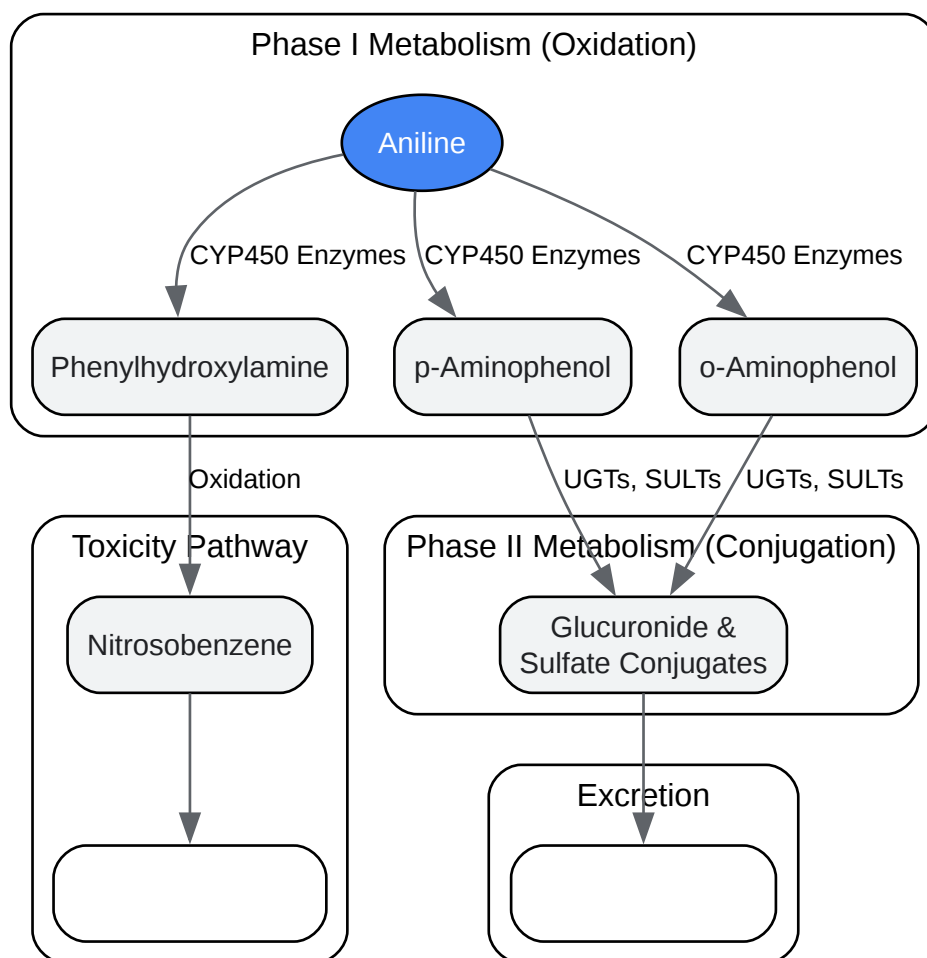 Phase I Metabolism (Oxidation)
Aniline
CYP450 Enzymes
CYP450 Enzymes
CYP450 Enzymes
Phenylhydroxylamine
p-Aminophenol
o-Aminophenol
Oxidation
UGTs, SULTs
UGTs, SULTs
Toxicity Pathway
Phase II Metabolism (Conjugation)
Nitrosobenzene
Glucuronide &
Sulfate Conjugates
Excretion